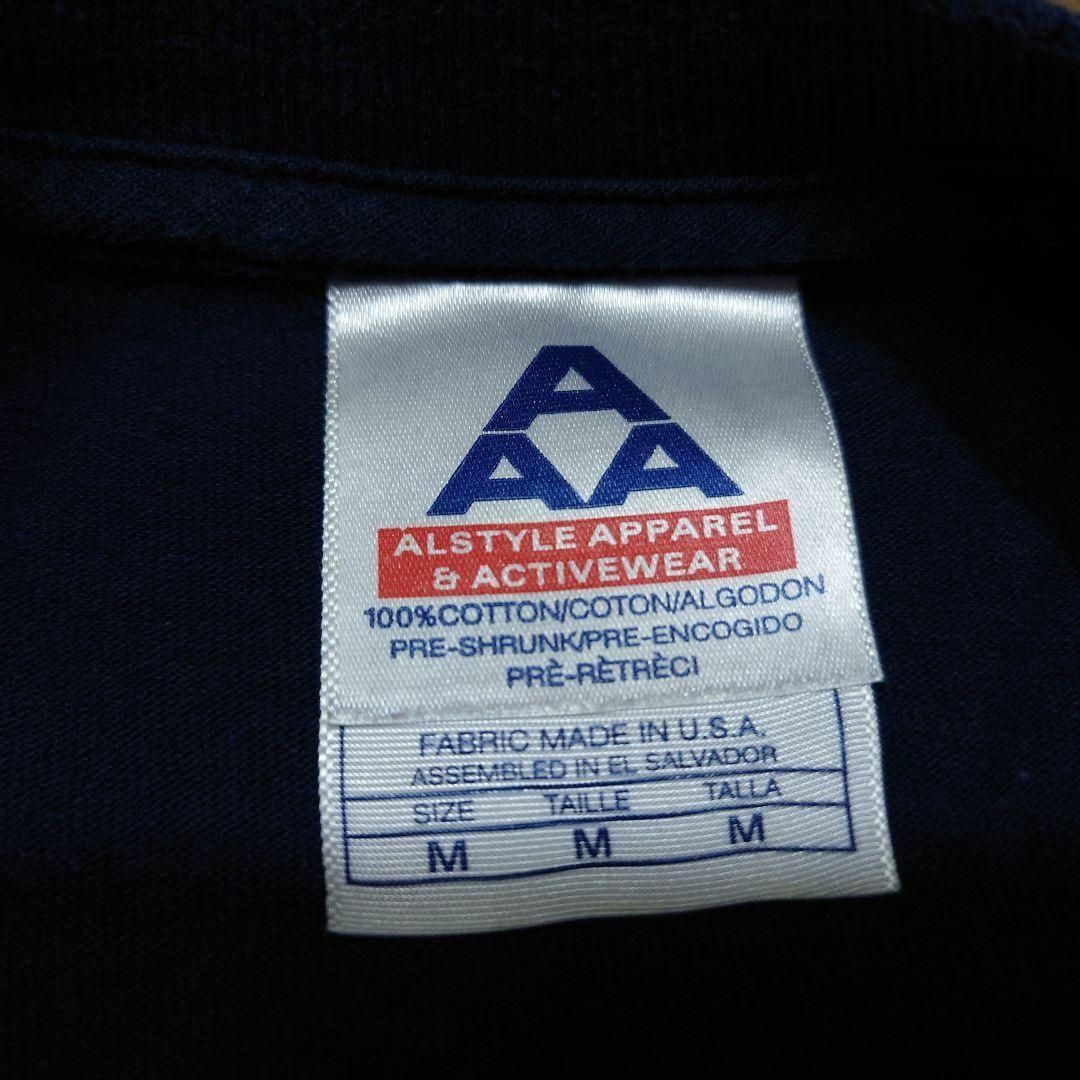 A
AA
ALSTYLE APPAREL
& ACTIVEWEAR
100%COTTON/COTON/ALGODON
PRE-SHRUNK/PRE-ENCOGIDO
PRÈ-RÈTRÈCI
FABRIC MADE IN U.S.A.
ASSEMBLED IN EL SALVADOR
SIZE TAILLE TALLA
M M M